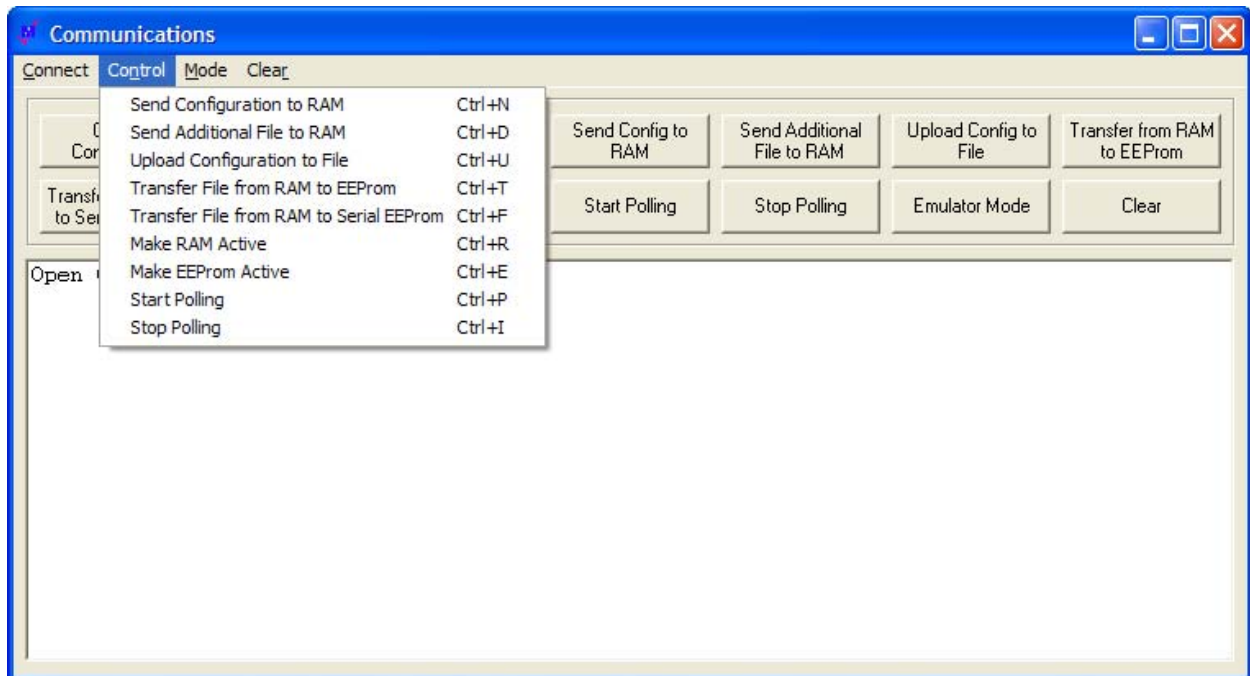 Communications
Connect Control Mode Clear
Send Configuration to RAM Ctrl+N
Send Additional File to RAM Ctrl+D
Upload Configuration to File Ctrl+U
Transfer File from RAM to EEProm Ctrl+T
Transfer File from RAM to Serial EEProm Ctrl+F
Make RAM Active Ctrl+R
Make EEProm Active Ctrl+E
Start Polling Ctrl+P
Stop Polling Ctrl+I
Send Config to
RAM
Send Additional
File to RAM
Upload Config to
File
Transfer from RAM
to EEProm
to
Start Polling
Stop Polling
Emulator Mode
Clear
Open